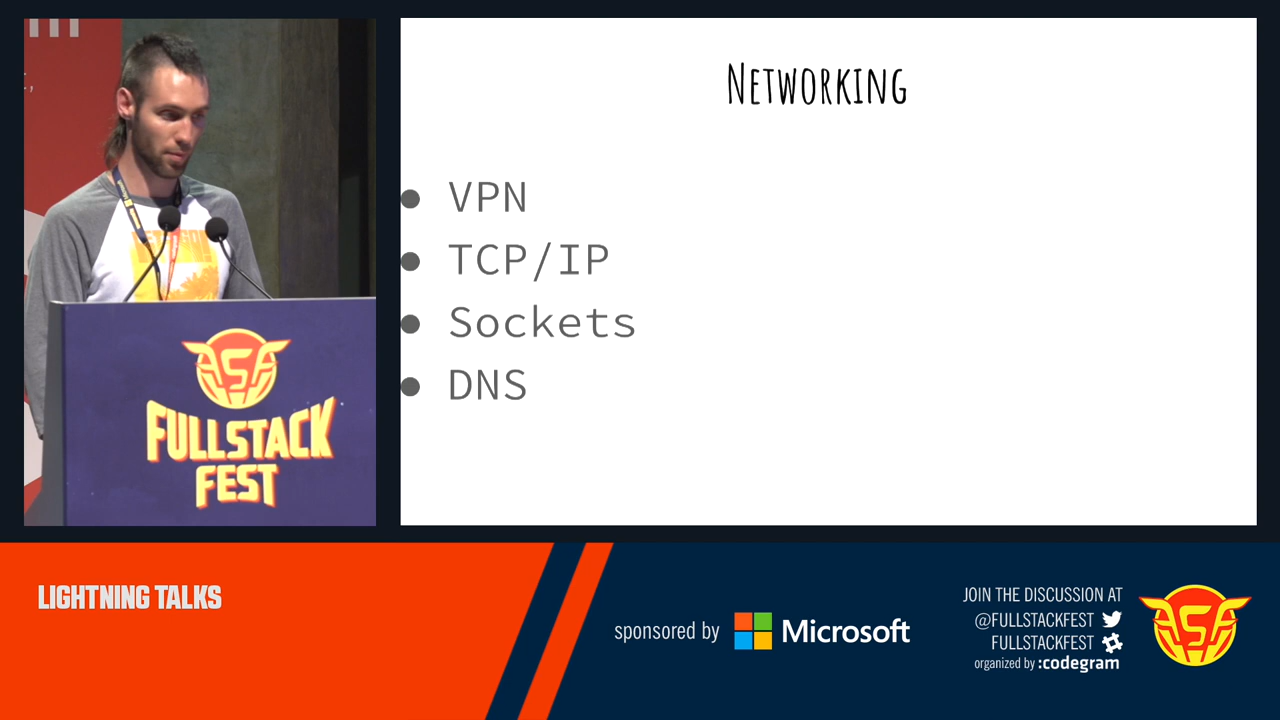 NETWORKING
● VPN
● TCP/IP
● Sockets
● DNS
FULLSTACK
FEST
LIGHTNING TALKS
sponsored by Microsoft
JOIN THE DISCUSSION AT
@FULLSTACKFEST
FULLSTACKFEST
organized by :codegram